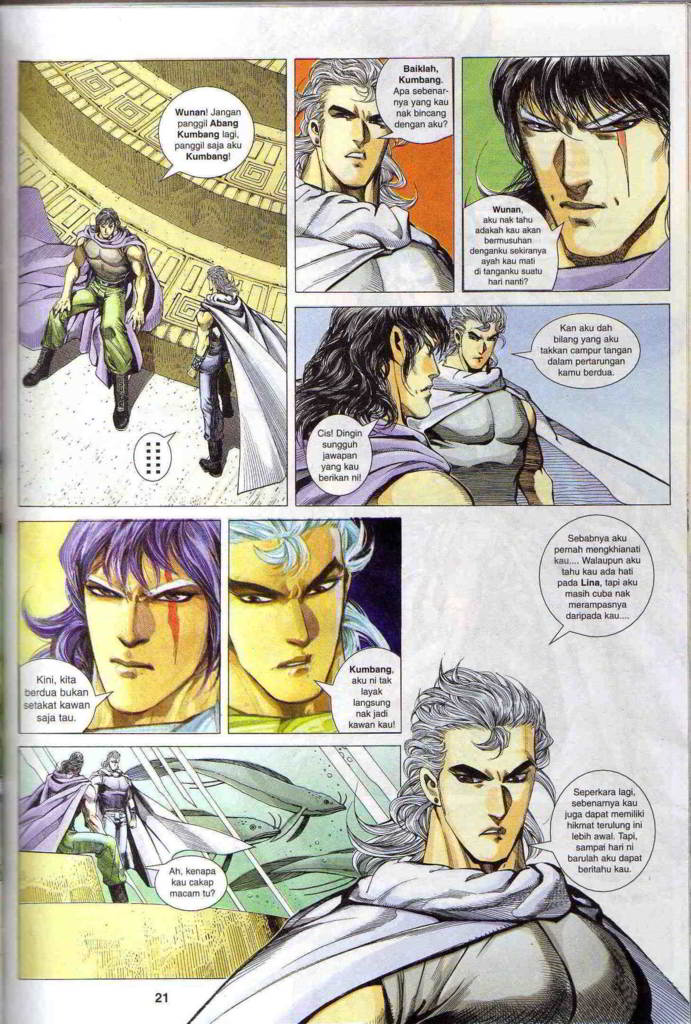 Wunan! Jangan
panggil Abang
Kumbang lagi,
panggil saja aku
Kumbang!
Baiklah,
Kumbang.
Apa sebenar-
nya yang kau
nak bincang
dengan aku?
Wunan,
aku nak tahu
adakah kau akan
bermusuhan
denganku sekiranya
ayah kau mati
di tanganku suatu
hari nanti?
Kan aku dah
bilang yang aku
takkan campur tangan
dalam pertarungan
kamu berdua.
Cis! Dingin
sungguh
jawapan
yang kau
berikan ni!
Kini, kita
berdua bukan
setakat kawan
saja tau.
Kumbang,
aku ni tak
layak
langsung
nak jadi
kawan kau!
Sebabnya aku
pernah mengkhianati
kau.... Walaupun aku
tahu kau ada hati
pada Lina, tapi aku
masih cuba nak
merampasnya
daripada kau....
Ah, kenapa
kau cakap
macam tu?
Seperkara lagi,
sebenarnya kau
juga dapat memiliki
hikmat terulung ini
lebih awal. Tapi,
sampai hari ni
barulah aku dapat
beritahu kau.
21